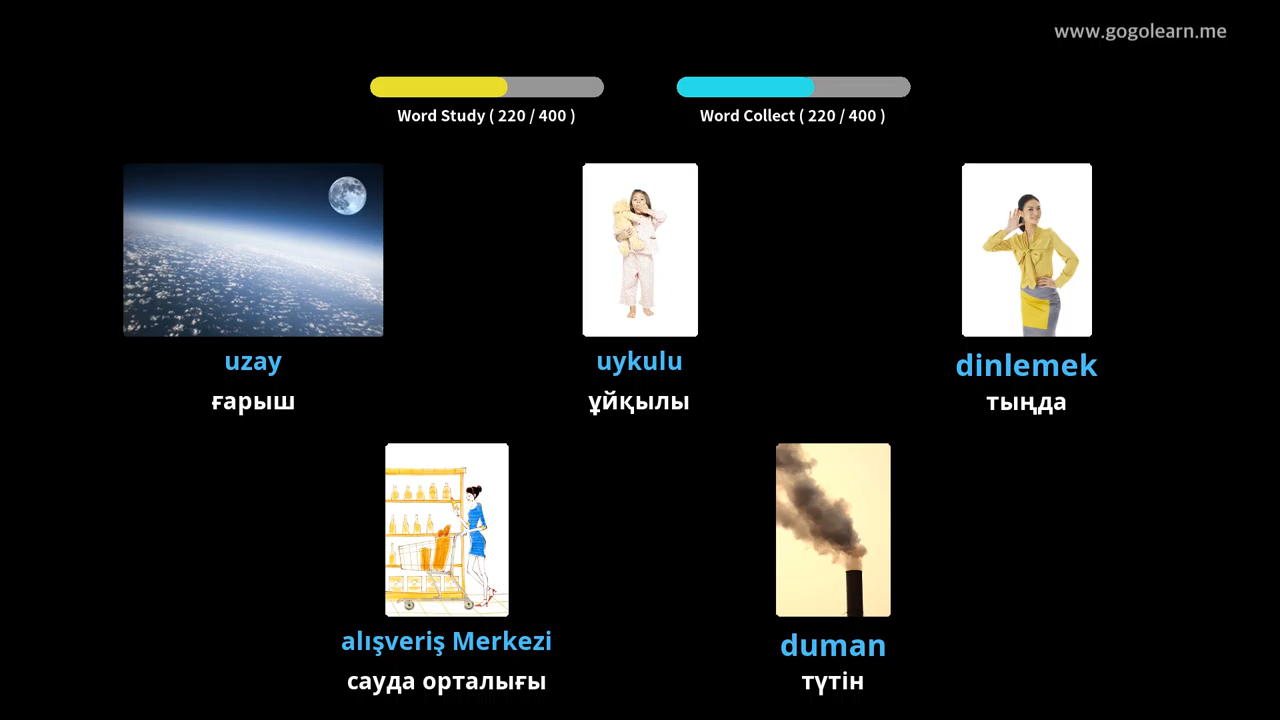 www.gogolearn.me
Word Study ( 220 / 400 )
Word Collect ( 220 / 400 )
uzay
ғарыш
uykulu
ұйқылы
dinlemek
тыңда
alışveriş Merkezi
сауда орталығы
duman
түтін